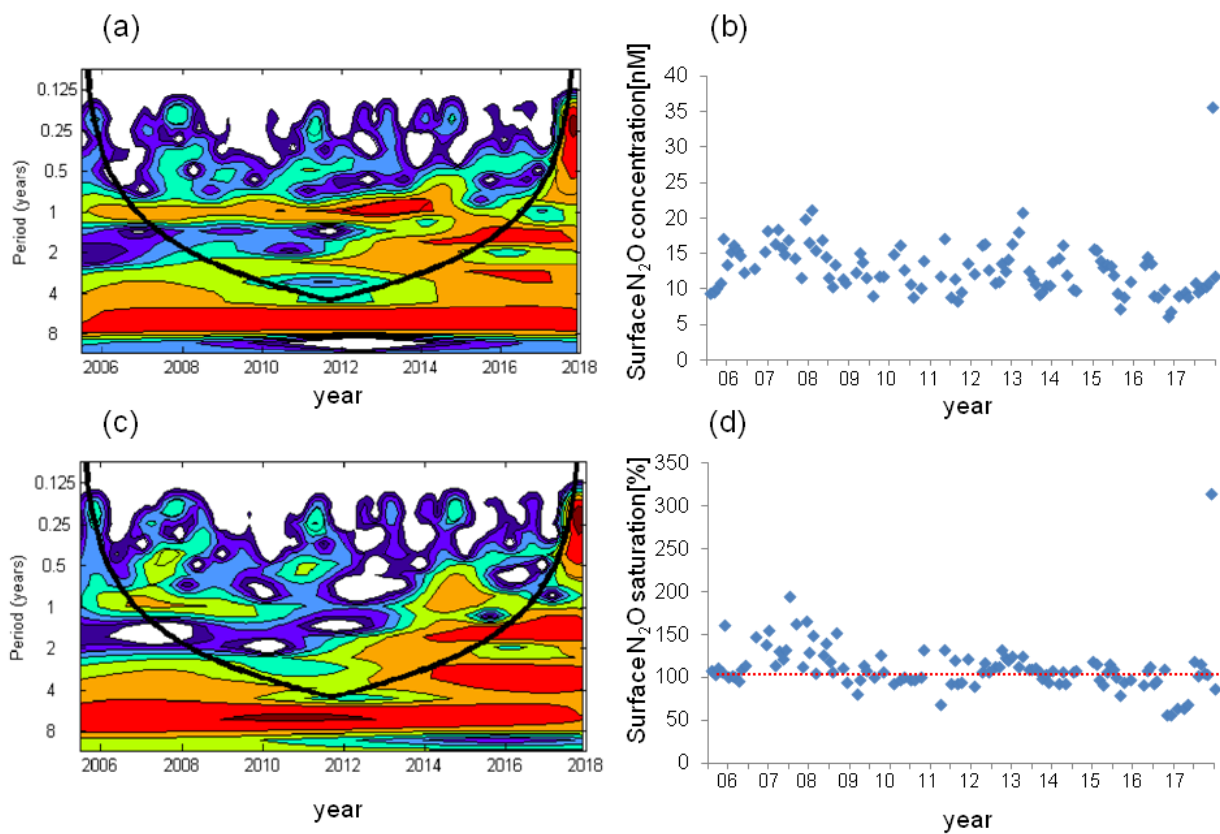 (a)
Period (years)
0.125
0.25
0.5
1
2
4
8
2006 2008 2010 2012 2014 2016 2018
year
(b)
Surface N₂O concentration[nM]
40
35
30
25
20
15
10
5
0
06 07 08 09 10 11 12 13 14 15 16 17
year
(c)
Period (years)
0.125
0.25
0.5
1
2
4
8
2006 2008 2010 2012 2014 2016 2018
year
(d)
Surface N₂O saturation[%]
350
300
250
200
150
100
50
0
06 07 08 09 10 11 12 13 14 15 16 17
year